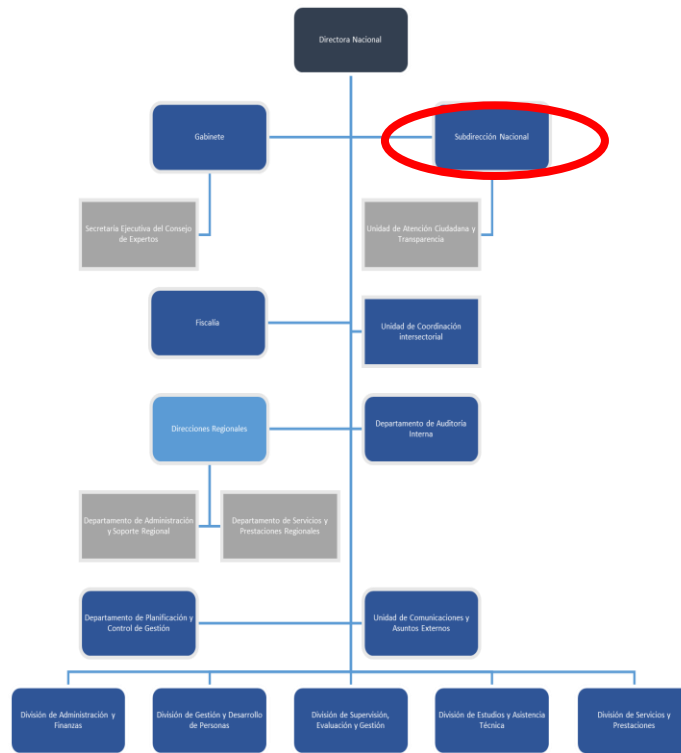 Directora Nacional
Gabinete
Subdirección Nacional
Secretaria Ejecutiva del Consejo
de Expertos
Unidad de Atención Ciudadana y
Transparencia
Fiscalía
Unidad de Coordinación
intersectorial
Direcciones Regionales
Departamento de Auditoría
Interna
Departamento de Administración
y Soporte Regional
Departamento de Servicios y
Prestaciones Regionales
Departamento de Planificación y
Control de Gestión
Unidad de Comunicaciones y
Asuntos Externos
División de Administración y
Finanzas
División de Gestión y Desarrollo
de Personas
División de Supervisión,
Evaluación y Gestión
División de Estudios y Asistencia
Técnica
División de Servicios y
Prestaciones